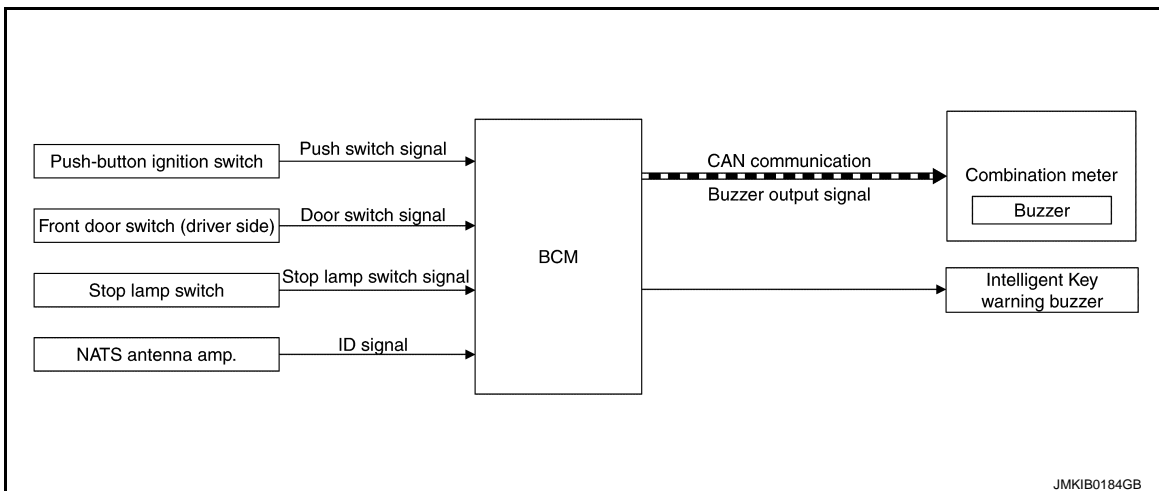 Push-button ignition switch
Push switch signal
Front door switch (driver side)
Door switch signal
Stop lamp switch
Stop lamp switch signal
NATS antenna amp.
ID signal
BCM
CAN communication
Buzzer output signal
Combination meter
Buzzer
Intelligent Key
warning buzzer
JMKIB0184GB